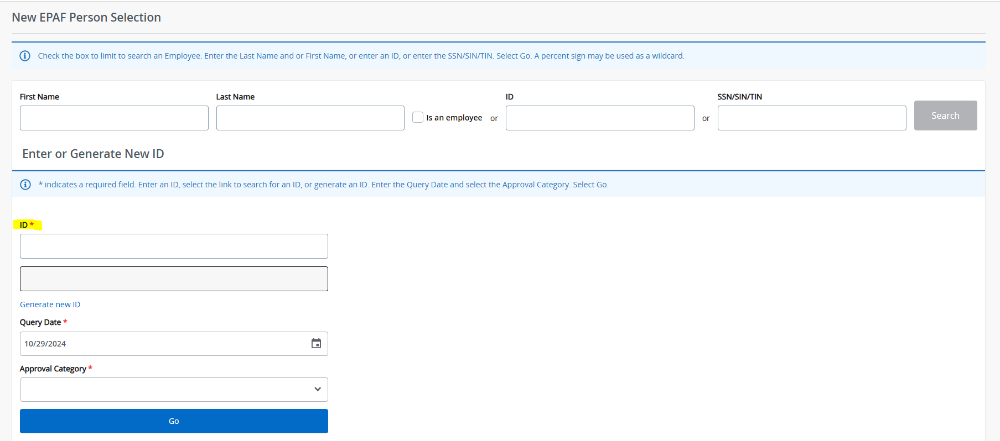 New EPAF Person Selection
Check the box to limit to search an Employee. Enter the Last Name and or First Name, or enter an ID, or enter the SSN/SIN/TIN. Select Go. A percent sign may be used as a wildcard.
First Name Last Name ID SSN/SIN/TIN
Is an employee or or Search
Enter or Generate New ID
* indicates a required field. Enter an ID, select the link to search for an ID, or generate an ID. Enter the Query Date and select the Approval Category. Select Go.
ID *
Generate new ID
Query Date *
10/29/2024
Approval Category *
Go